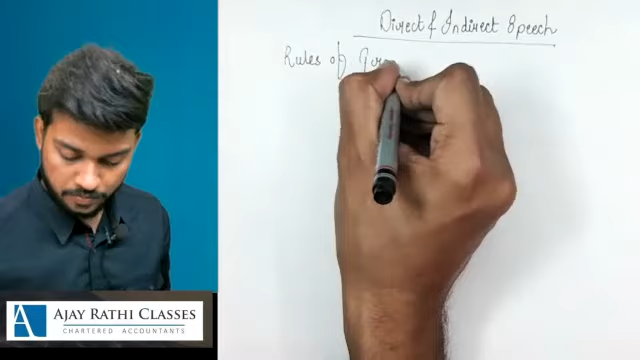 Direct & Indirect Speech
Rules of
A
AJAY RATHI CLASSES
CHARTERED ACCOUNTANTS